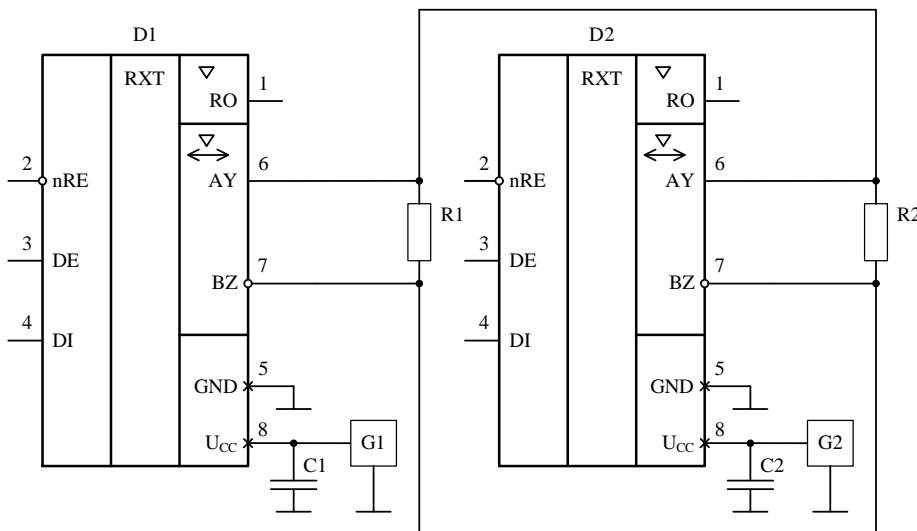 D1
RXT
RO
1
2
nRE
AY
6
R1
3
DE
BZ
7
4
DI
GND
5
UCC
8
C1
G1
D2
RXT
RO
1
2
nRE
AY
6
R2
3
DE
BZ
7
4
DI
GND
5
UCC
8
C2
G2